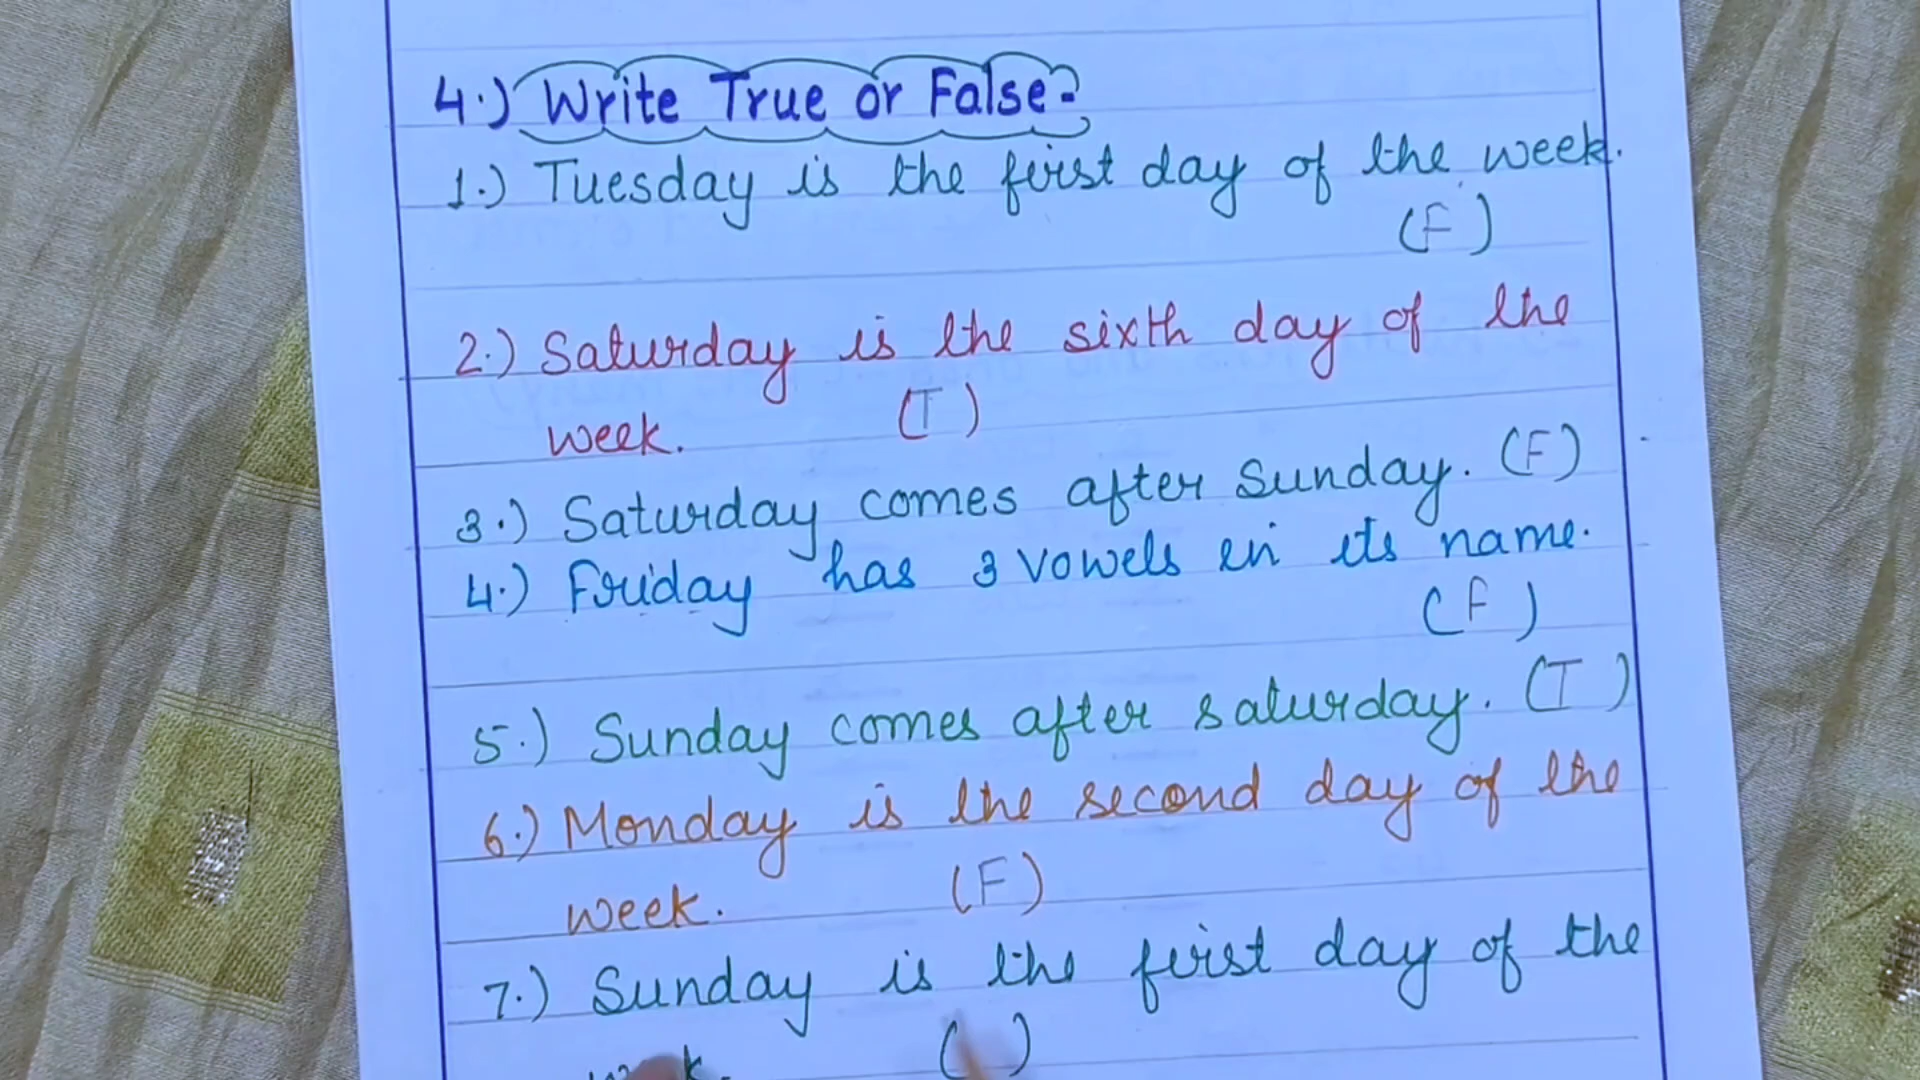 4.) Write True or False?
1.) Tuesday is the first day of the week.
(F)
2.) Saturday is the sixth day of the
week. (T)
3.) Saturday comes after Sunday. (F)
4.) Friday has 3 vowels in its name.
(F)
5.) Sunday comes after saturday. (T)
6.) Monday is the second day of the
week. (F)
7.) Sunday is the first day of the
( )